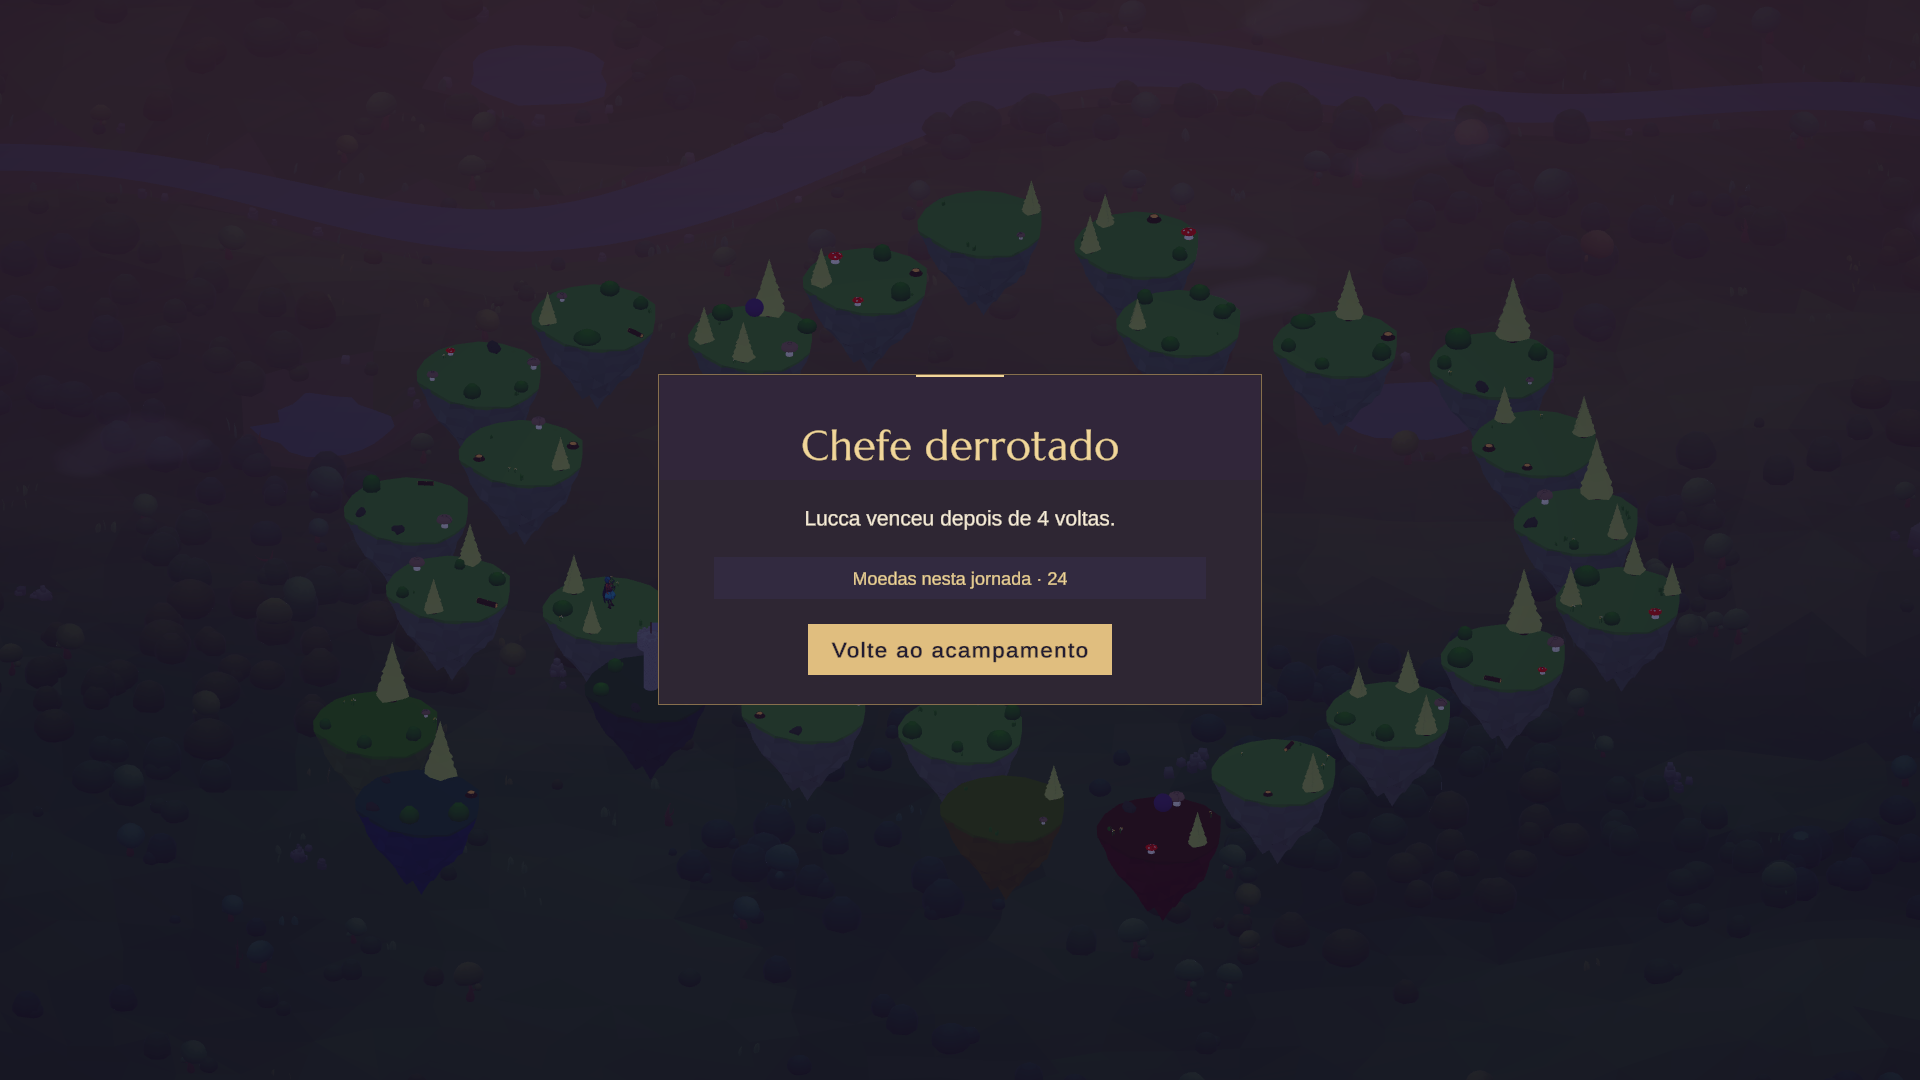 Chefe derrotado
Lucca venceu depois de 4 voltas.
Moedas nesta jornada · 24
Volte ao acampamento